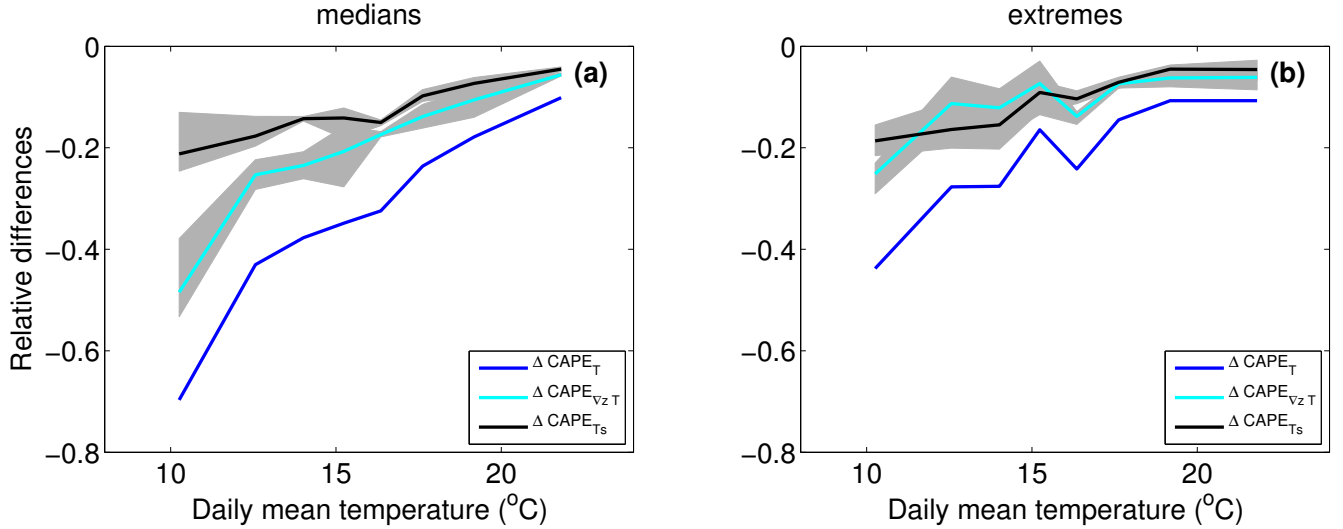 medians
(a)
Relative differences
0
−0.2
−0.4
−0.6
−0.8
10
15
20
Daily mean temperature (°C)
Δ CAPE_T
Δ CAPE_∇z T
Δ CAPE_Ts
extremes
(b)
0
−0.2
−0.4
−0.6
−0.8
10
15
20
Daily mean temperature (°C)
Δ CAPE_T
Δ CAPE_∇z T
Δ CAPE_Ts